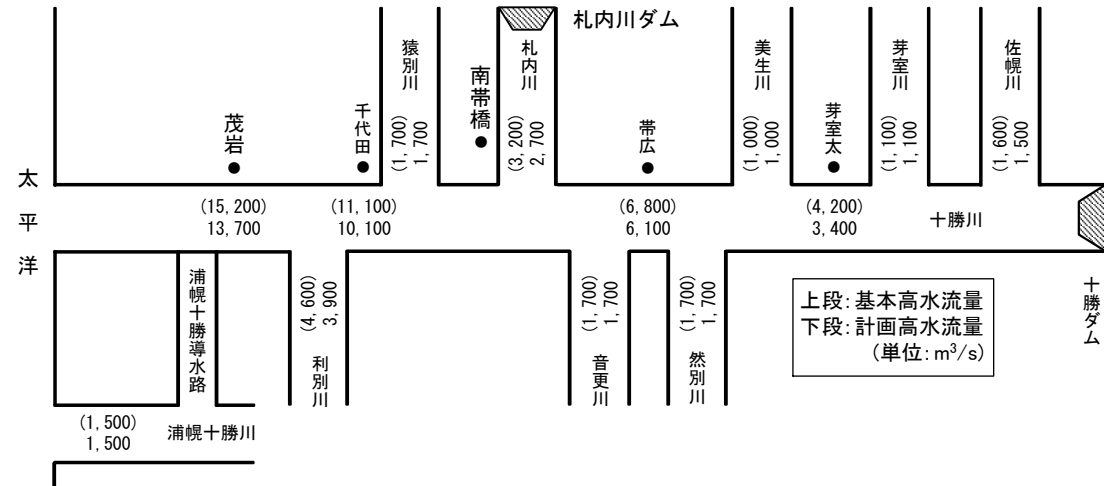 札内川ダム
猿別川
(1,700)
1,700
南帯橋
札内川
(3,200)
2,700
美生川
(1,000)
1,000
芽室川
(1,100)
1,100
佐幌川
(1,600)
1,500
茂岩
千代田
帯広
芽室太
太平洋
(15,200)
13,700
(11,100)
10,100
(6,800)
6,100
(4,200)
3,400
十勝川
浦幌十勝導水路
(4,600)
3,900
利別川
(1,700)
1,700
音更川
(1,700)
1,700
然別川
上段:基本高水流量
下段:計画高水流量
(単位:m³/s)
十勝ダム
(1,500)
1,500
浦幌十勝川